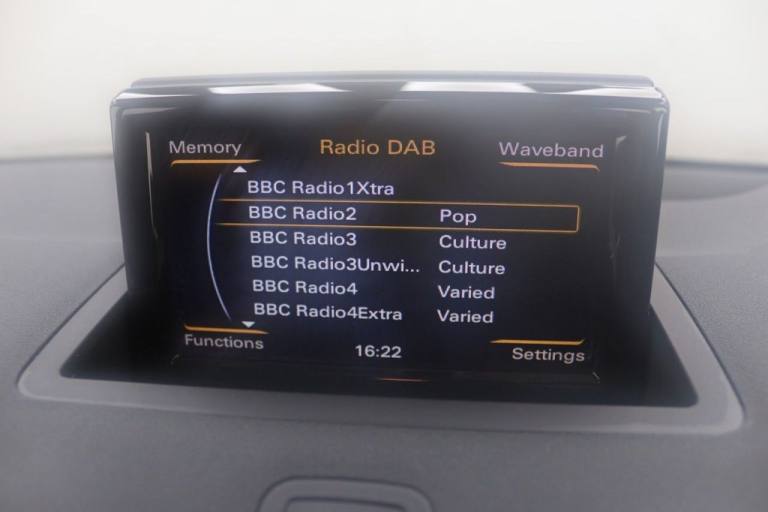 Memory Radio DAB Waveband
BBC Radio1Xtra
BBC Radio2 Pop
BBC Radio3 Culture
BBC Radio3Unwi... Culture
BBC Radio4 Varied
BBC Radio4Extra Varied
Functions 16:22 Settings